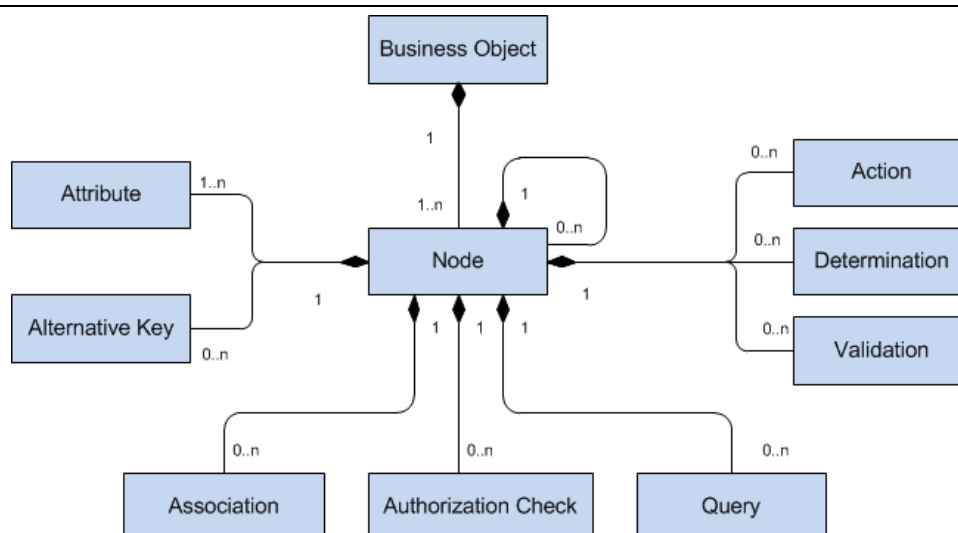 Business Object
1
1..n
1
0..n
Attribute
1..n
Alternative Key
0..n
1
Node
1
0..n
Action
0..n
Determination
0..n
Validation
1
1
1
0..n
0..n
0..n
Association
Authorization Check
Query